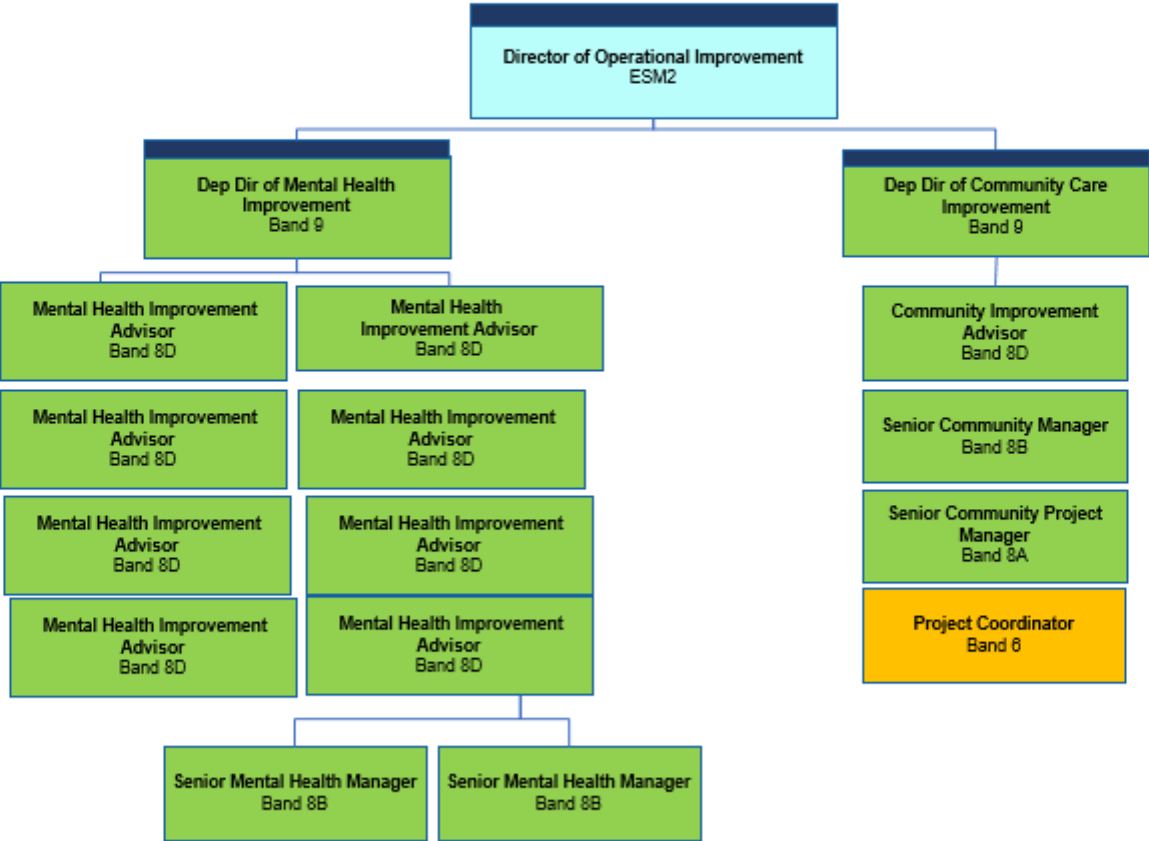 Director of Operational Improvement
ESM2
Dep Dir of Mental Health
Improvement
Band 9
Dep Dir of Community Care
Improvement
Band 9
Mental Health Improvement
Advisor
Band 8D
Mental Health
Improvement Advisor
Band 8D
Community Improvement
Advisor
Band 8D
Mental Health Improvement
Advisor
Band 8D
Mental Health Improvement
Advisor
Band 8D
Senior Community Manager
Band 8B
Mental Health Improvement
Advisor
Band 8D
Mental Health Improvement
Advisor
Band 8D
Senior Community Project
Manager
Band 8A
Mental Health Improvement
Advisor
Band 8D
Mental Health Improvement
Advisor
Band 8D
Project Coordinator
Band 6
Senior Mental Health Manager
Band 8B
Senior Mental Health Manager
Band 8B